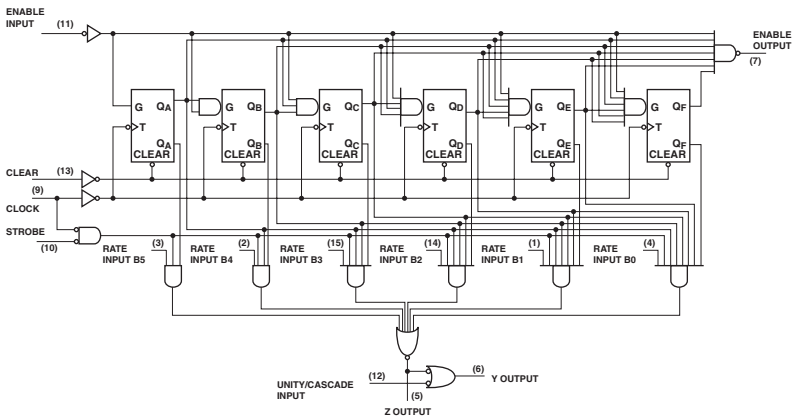 ENABLE
INPUT
(11)
ENABLE
OUTPUT
(7)
G QA
T
QA
CLEAR
G QB
T
QB
CLEAR
G QC
T
QC
CLEAR
G QD
T
QD
CLEAR
G QE
T
QE
CLEAR
G QF
T
QF
CLEAR
CLEAR (13)
(9)
CLOCK
STROBE
(10)
RATE
INPUT B5
(3)
RATE
INPUT B4
(2)
RATE
INPUT B3
(15)
RATE
INPUT B2
(14)
RATE
INPUT B1
(1)
RATE
INPUT B0
(4)
UNITY/CASCADE
INPUT
(12)
(6)
Y OUTPUT
(5)
Z OUTPUT